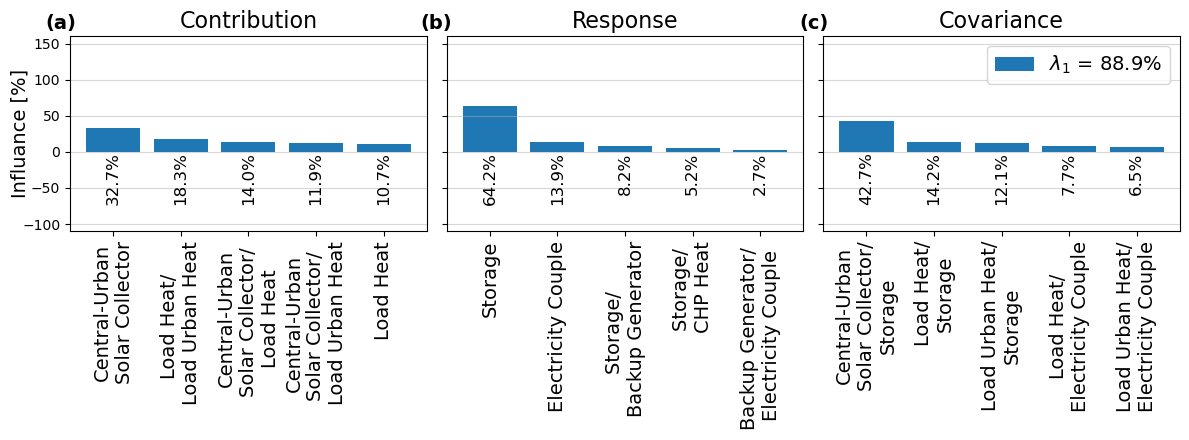 (a)
Contribution
(b)
Response
(c)
Covariance
Influance [%]
150
100
50
0
−50
−100
λ1 = 88.9%
32.7%
18.3%
14.0%
11.9%
10.7%
64.2%
13.9%
8.2%
5.2%
2.7%
42.7%
14.2%
12.1%
7.7%
6.5%
Central-Urban
Solar Collector
Load Heat/
Load Urban Heat
Central-Urban
Solar Collector/
Load Heat
Central-Urban
Solar Collector/
Load Urban Heat
Load Heat
Storage
Electricity Couple
Storage/
Backup Generator
Storage/
CHP Heat
Backup Generator/
Electricity Couple
Central-Urban
Solar Collector/
Storage
Load Heat/
Storage
Load Urban Heat/
Storage
Load Heat/
Electricity Couple
Load Urban Heat/
Electricity Couple